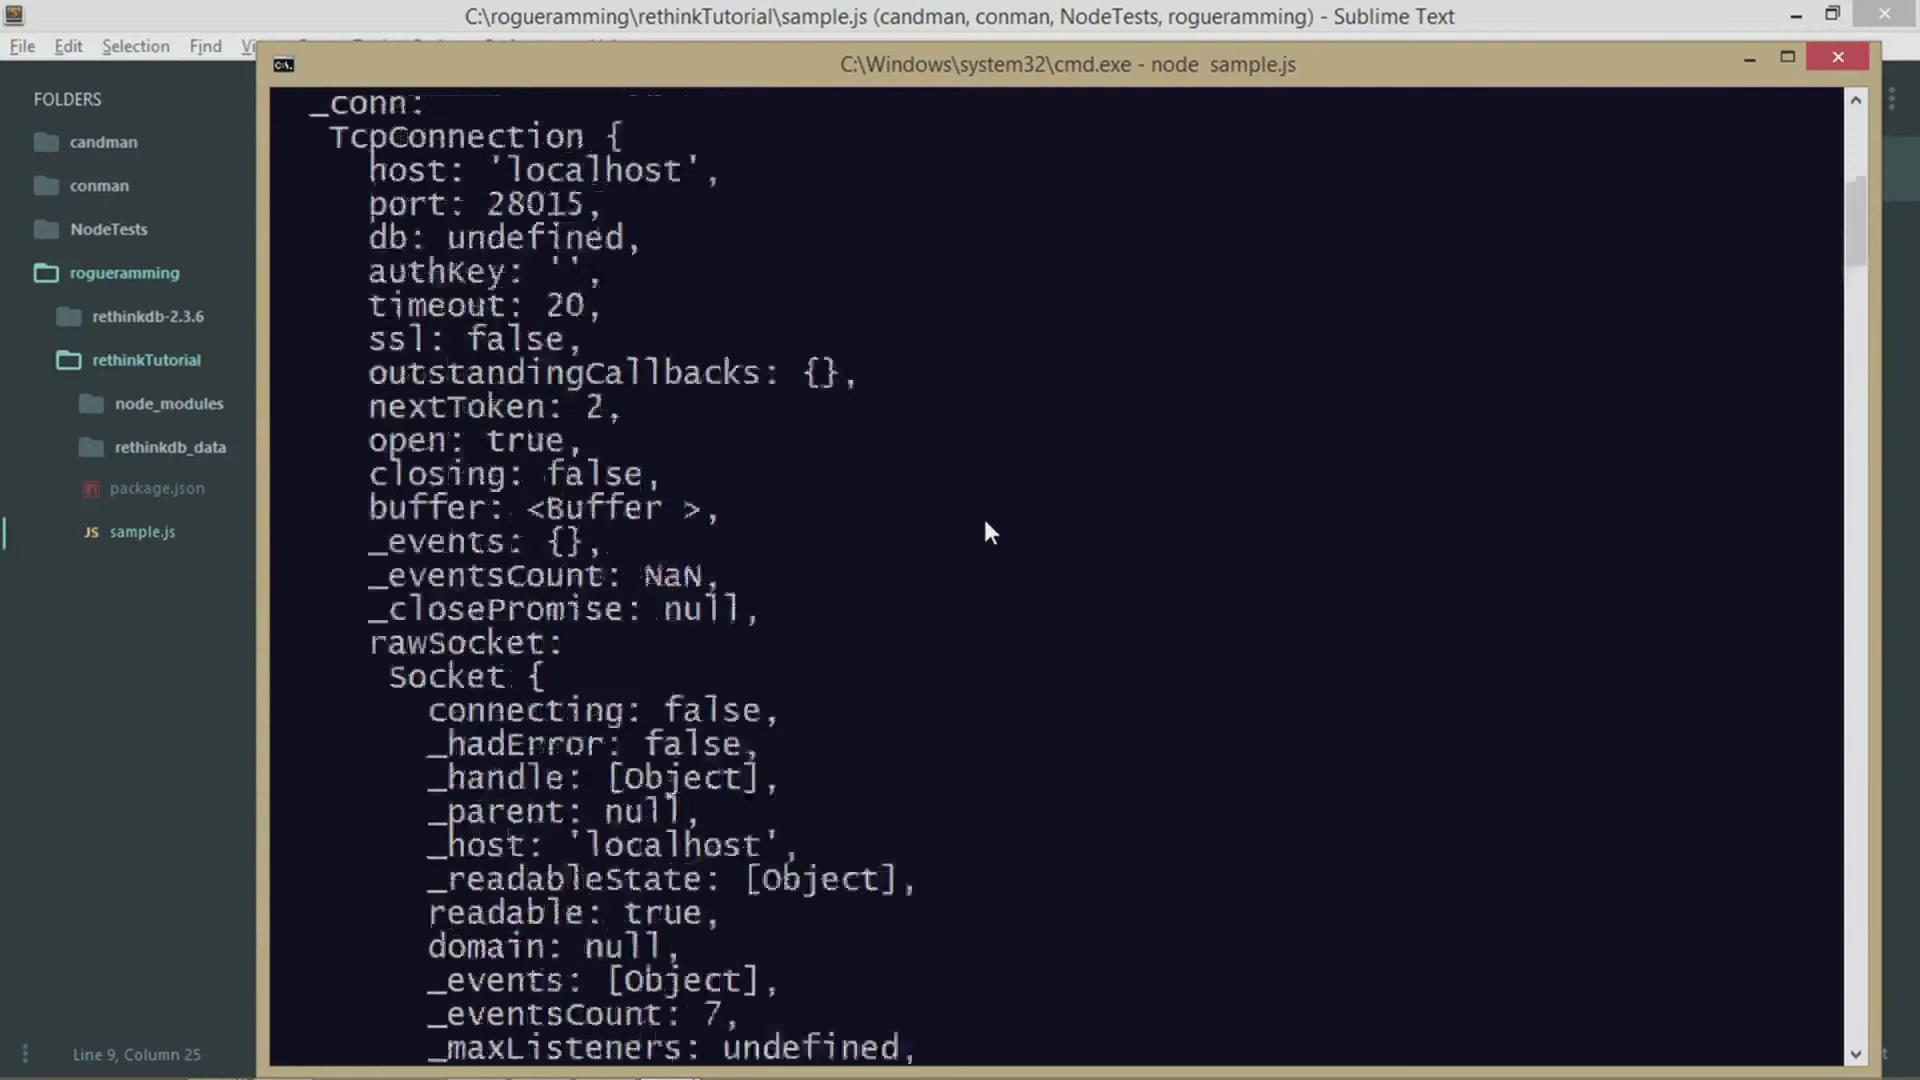 C:\rogueramming\rethinkTutorial\sample.js (candman, conman, NodeTests, rogueramming) - Sublime Text
File Edit Selection Find
C:\Windows\system32\cmd.exe - node sample.js
FOLDERS
candman
conman
NodeTests
rogueramming
rethinkdb-2.3.6
rethinkTutorial
node_modules
rethinkdb_data
package.json
JS sample.js
Line 9, Column 25
_conn:
TcpConnection {
host: 'localhost',
port: 28015,
db: undefined,
authKey: '',
timeout: 20,
ssl: false,
outstandingCallbacks: {},
nextToken: 2,
open: true,
closing: false,
buffer: <Buffer >,
_events: {},
_eventsCount: NaN,
_closePromise: null,
rawSocket:
Socket {
connecting: false,
_hadError: false,
_handle: [Object],
_parent: null,
_host: 'localhost',
_readableState: [Object],
readable: true,
domain: null,
_events: [Object],
_eventsCount: 7,
_maxListeners: undefined,